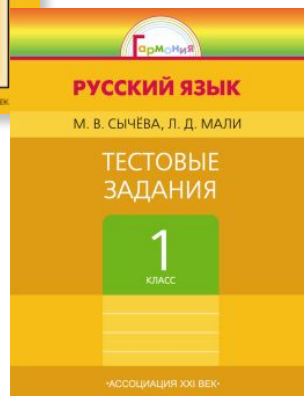 Гармония
РУССКИЙ ЯЗЫК
М. В. СЫЧЁВА, Л. Д. МАЛИ
ТЕСТОВЫЕ
ЗАДАНИЯ
1
КЛАСС
•АССОЦИАЦИЯ XXI ВЕК•